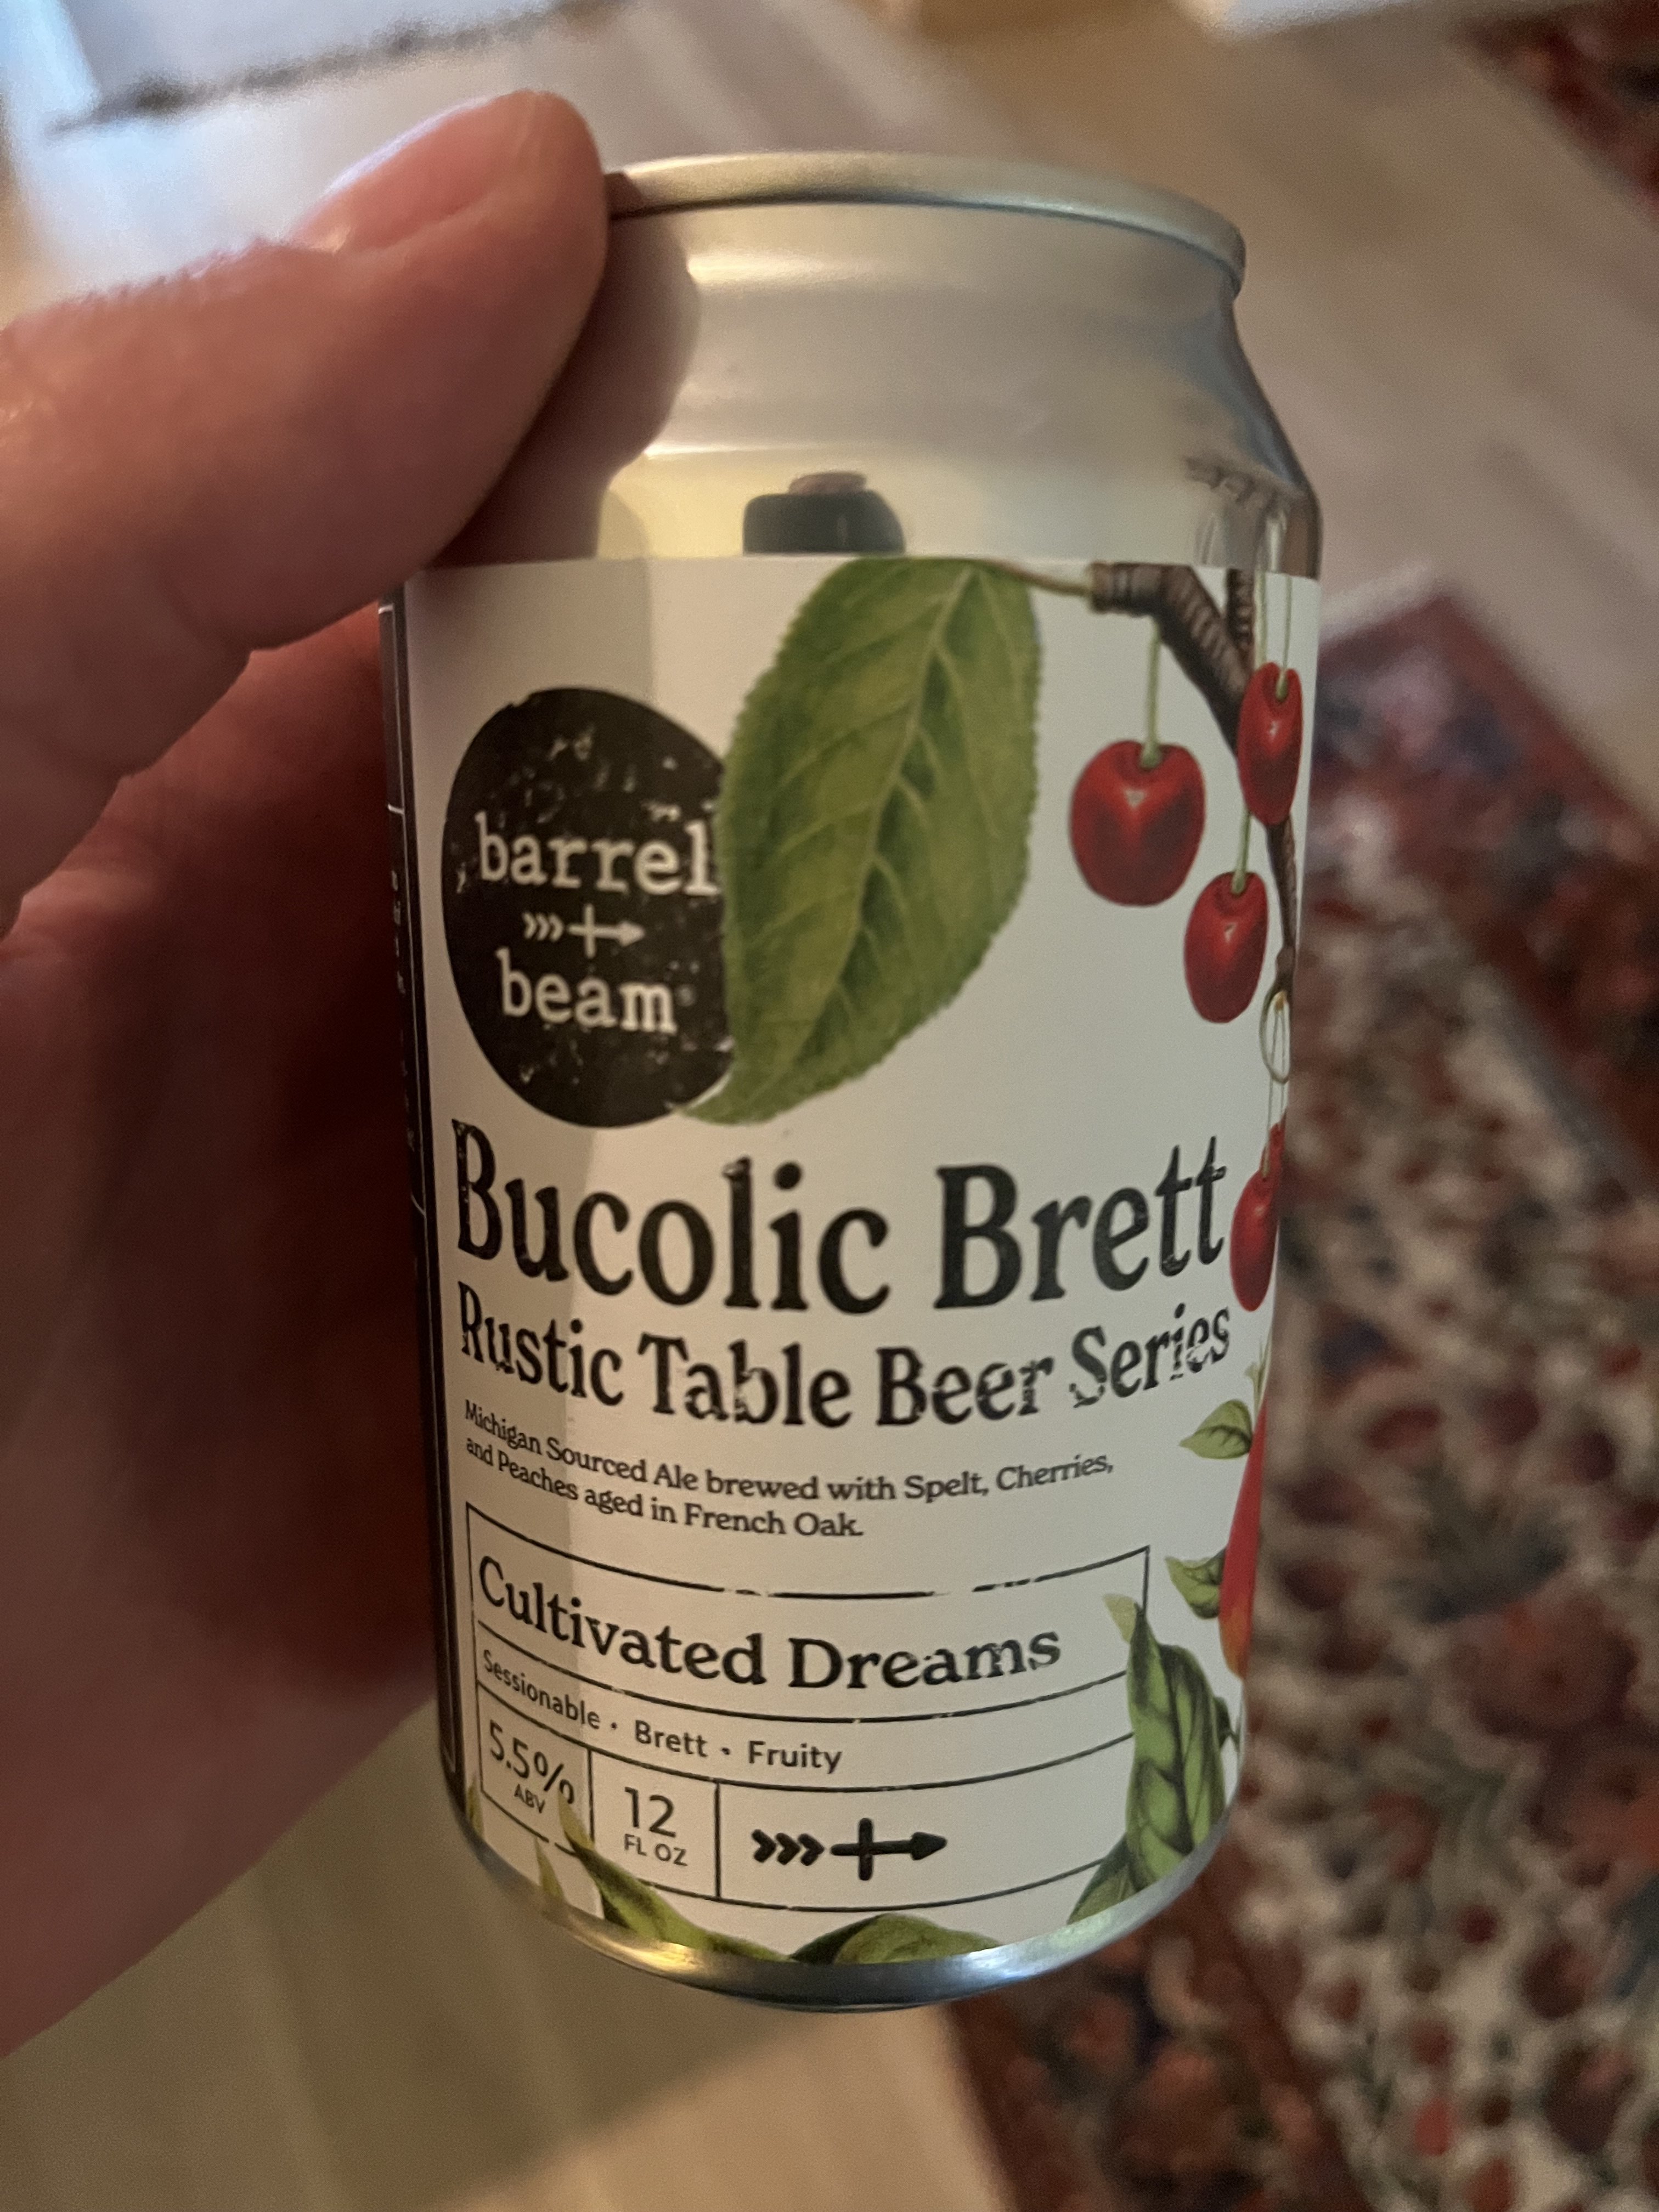 barrel
beam
Bucolic Brett
Rustic Table Beer Series
Michigan Sourced Ale brewed with Spelt, Cherries,
and Peaches aged in French Oak.
Cultivated Dreams
Sessionable · Brett · Fruity
5.5%
ABV
12
FL OZ